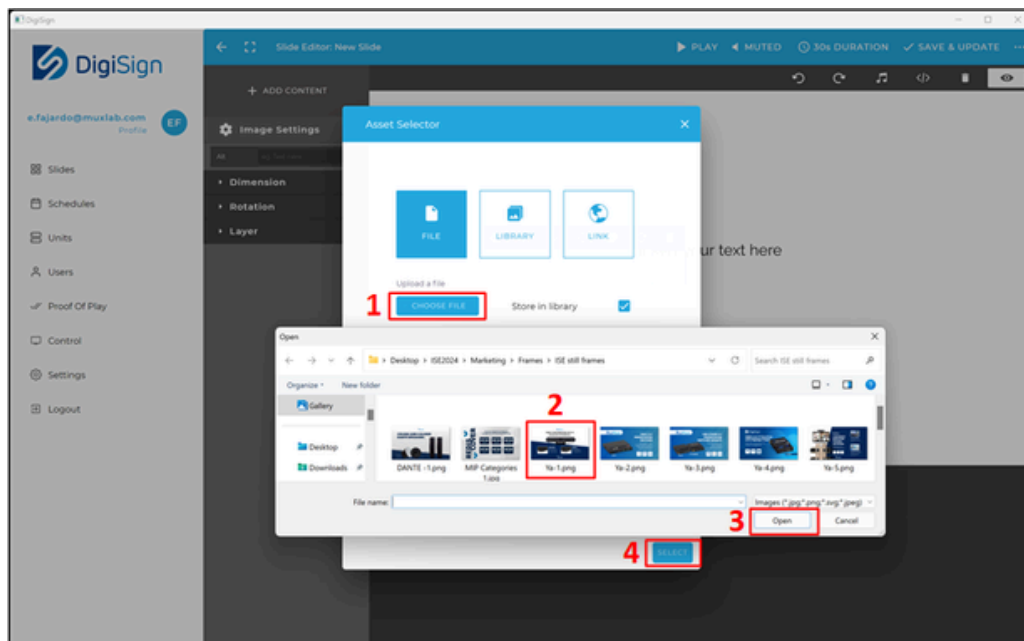 DigiSign
DigiSign
e.fajardo@muxlab.com
Profile
EF
Slides
Schedules
Units
Users
Proof Of Play
Control
Settings
Logout
Slide Editor: New Slide
PLAY
MUTED
30s DURATION
SAVE & UPDATE
+ ADD CONTENT
Image Settings
Alt
Dimension
Rotation
Layer
ur text here
Asset Selector
FILE
LIBRARY
LINK
Upload a file
1
CHOOSE FILE
Store in library
Open
Desktop > ISE2024 > Marketing > Frames > ISE still frames
Search ISE still frames
Organize
New folder
Gallery
Desktop
Downloads
2
DANTE -1.png
MIP Categories
1.jpg
Ya-1.png
Ya-2.png
Ya-3.png
Ya-4.png
Ya-5.png
File name:
Images (*.jpg;*.png;*.svg;*.jpeg)
3
Open
Cancel
4
SELECT